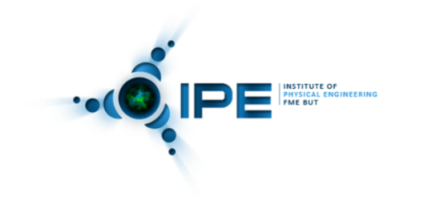 IPE
INSTITUTE OF
PHYSICAL ENGINEERING
FME BUT